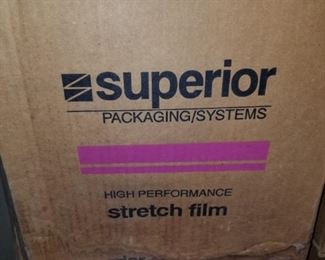 superior
PACKAGING/SYSTEMS
HIGH PERFORMANCE
stretch film